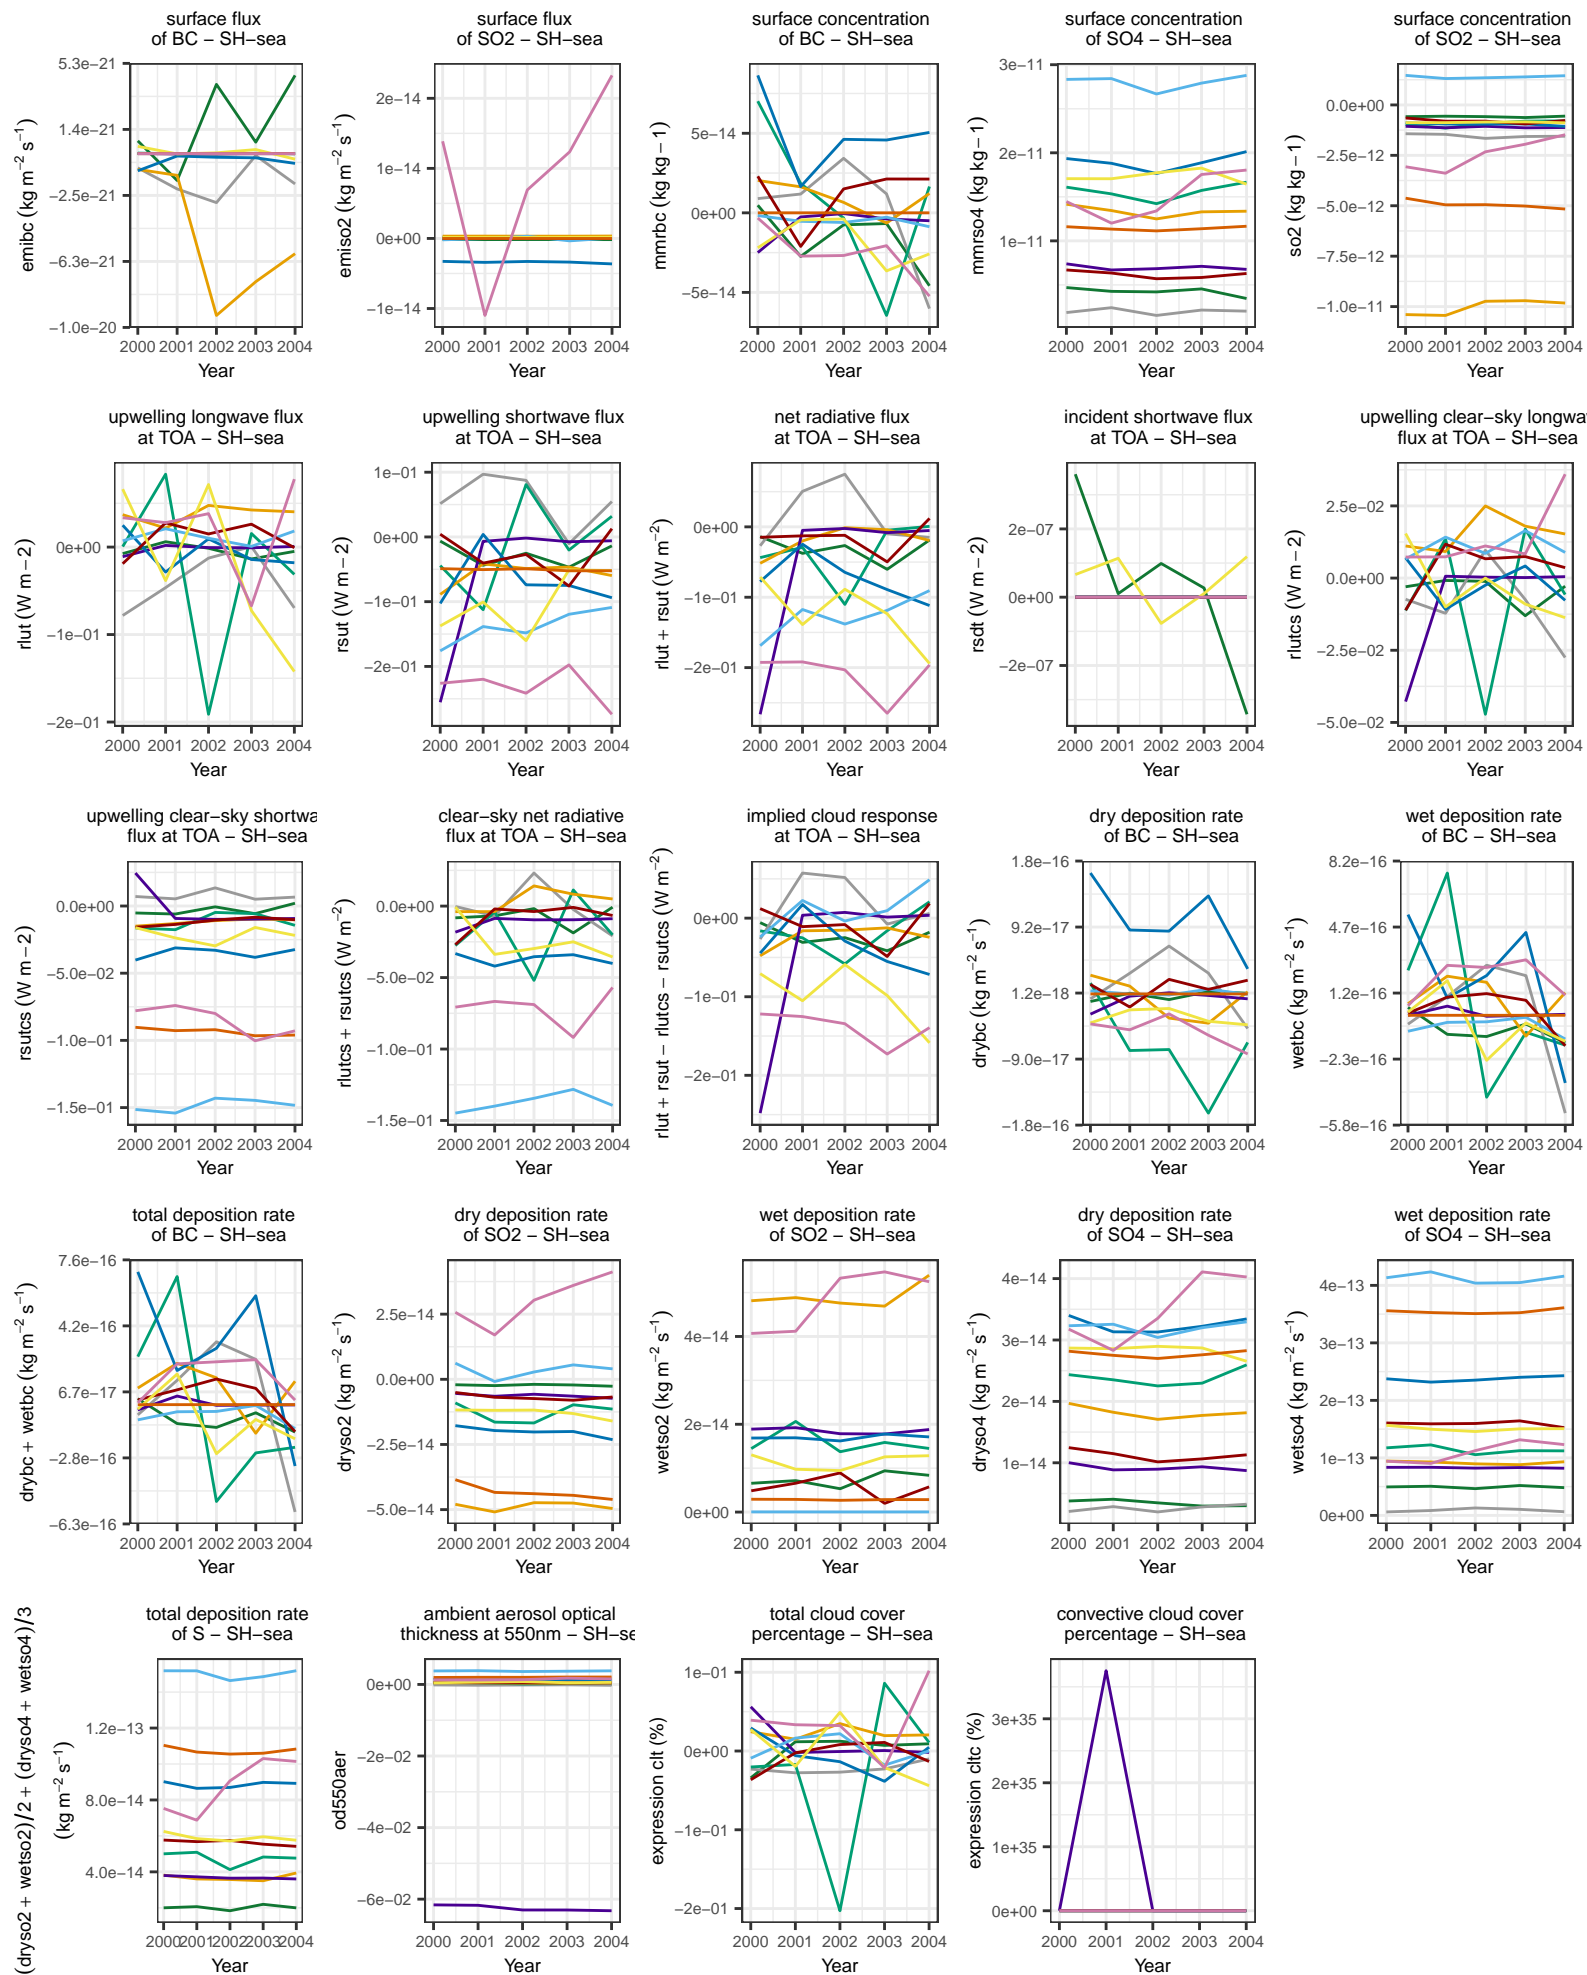 surface flux
of BC − SH−sea
surface flux
of SO2 − SH−sea
surface concentration
of BC − SH−sea
surface concentration
of SO4 − SH−sea
surface concentration
of SO2 − SH−sea
emibc (kg m−2 s−1)
5.3e−21
1.4e−21
−2.5e−21
−6.3e−21
−1.0e−20
emiso2 (kg m−2 s−1)
2e−14
1e−14
0e+00
−1e−14
mmrbc (kg kg − 1)
5e−14
0e+00
−5e−14
mmrso4 (kg kg − 1)
3e−11
2e−11
1e−11
so2 (kg kg − 1)
0.0e+00
−2.5e−12
−5.0e−12
−7.5e−12
−1.0e−11
2000 2001 2002 2003 2004
2000 2001 2002 2003 2004
2000 2001 2002 2003 2004
2000 2001 2002 2003 2004
2000 2001 2002 2003 2004
Year
Year
Year
Year
Year
upwelling longwave flux
at TOA − SH−sea
upwelling shortwave flux
at TOA − SH−sea
net radiative flux
at TOA − SH−sea
incident shortwave flux
at TOA − SH−sea
upwelling clear−sky longwa
flux at TOA − SH−sea
rlut (W m − 2)
0e+00
−1e−01
−2e−01
rsut (W m − 2)
1e−01
0e+00
−1e−01
−2e−01
rlut + rsut (W m−2)
0e+00
−1e−01
−2e−01
rsdt (W m − 2)
2e−07
0e+00
−2e−07
rlutcs (W m − 2)
2.5e−02
0.0e+00
−2.5e−02
−5.0e−02
2000 2001 2002 2003 2004
2000 2001 2002 2003 2004
2000 2001 2002 2003 2004
2000 2001 2002 2003 2004
2000 2001 2002 2003 2004
Year
Year
Year
Year
Year
upwelling clear−sky shortwa
flux at TOA − SH−sea
clear−sky net radiative
flux at TOA − SH−sea
implied cloud response
at TOA − SH−sea
dry deposition rate
of BC − SH−sea
wet deposition rate
of BC − SH−sea
rsutcs (W m − 2)
0.0e+00
−5.0e−02
−1.0e−01
−1.5e−01
rlutcs + rsutcs (W m−2)
0.0e+00
−5.0e−02
−1.0e−01
−1.5e−01
rlut + rsut − rlutcs − rsutcs (W m−2)
0e+00
−1e−01
−2e−01
drybc (kg m−2 s−1)
1.8e−16
9.2e−17
1.2e−18
−9.0e−17
−1.8e−16
wetbc (kg m−2 s−1)
8.2e−16
4.7e−16
1.2e−16
−2.3e−16
−5.8e−16
2000 2001 2002 2003 2004
2000 2001 2002 2003 2004
2000 2001 2002 2003 2004
2000 2001 2002 2003 2004
2000 2001 2002 2003 2004
Year
Year
Year
Year
Year
total deposition rate
of BC − SH−sea
dry deposition rate
of SO2 − SH−sea
wet deposition rate
of SO2 − SH−sea
dry deposition rate
of SO4 − SH−sea
wet deposition rate
of SO4 − SH−sea
drybc + wetbc (kg m−2 s−1)
7.6e−16
4.2e−16
6.7e−17
−2.8e−16
−6.3e−16
dryso2 (kg m−2 s−1)
2.5e−14
0.0e+00
−2.5e−14
−5.0e−14
wetso2 (kg m−2 s−1)
4e−14
2e−14
0e+00
dryso4 (kg m−2 s−1)
4e−14
3e−14
2e−14
1e−14
wetso4 (kg m−2 s−1)
4e−13
3e−13
2e−13
1e−13
0e+00
2000 2001 2002 2003 2004
2000 2001 2002 2003 2004
2000 2001 2002 2003 2004
2000 2001 2002 2003 2004
2000 2001 2002 2003 2004
Year
Year
Year
Year
Year
total deposition rate
of S − SH−sea
ambient aerosol optical
thickness at 550nm − SH−se
total cloud cover
percentage − SH−sea
convective cloud cover
percentage − SH−sea
(dryso2 + wetso2)/2 + (dryso4 + wetso4)/3
(kg m−2 s−1)
1.2e−13
8.0e−14
4.0e−14
od550aer
0e+00
−2e−02
−4e−02
−6e−02
expression clt (%)
1e−01
0e+00
−1e−01
−2e−01
expression cltc (%)
3e+35
2e+35
1e+35
0e+00
2000 2001 2002 2003 2004
2000 2001 2002 2003 2004
2000 2001 2002 2003 2004
2000 2001 2002 2003 2004
Year
Year
Year
Year